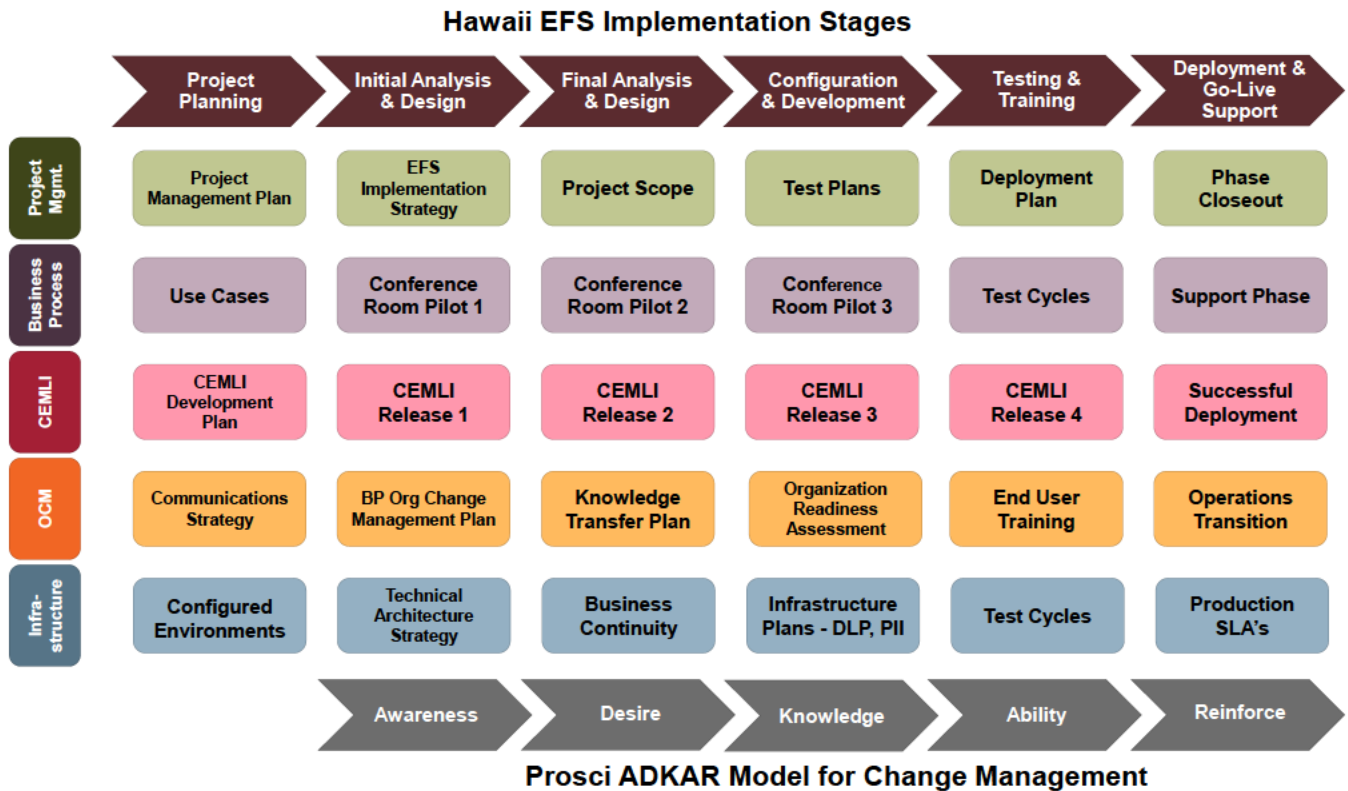 Hawaii EFS Implementation Stages
Project
Planning
Initial Analysis
& Design
Final Analysis
& Design
Configuration
& Development
Testing &
Training
Deployment &
Go-Live
Support
Project
Mgmt.
Project
Management Plan
EFS
Implementation
Strategy
Project Scope
Test Plans
Deployment
Plan
Phase
Closeout
Business
Process
Use Cases
Conference
Room Pilot 1
Conference
Room Pilot 2
Conference
Room Pilot 3
Test Cycles
Support Phase
CEMLI
CEMLI
Development
Plan
CEMLI
Release 1
CEMLI
Release 2
CEMLI
Release 3
CEMLI
Release 4
Successful
Deployment
OCM
Communications
Strategy
BP Org Change
Management Plan
Knowledge
Transfer Plan
Organization
Readiness
Assessment
End User
Training
Operations
Transition
Infra-
structure
Configured
Environments
Technical
Architecture
Strategy
Business
Continuity
Infrastructure
Plans - DLP, PII
Test Cycles
Production
SLA's
Awareness
Desire
Knowledge
Ability
Reinforce
Prosci ADKAR Model for Change Management